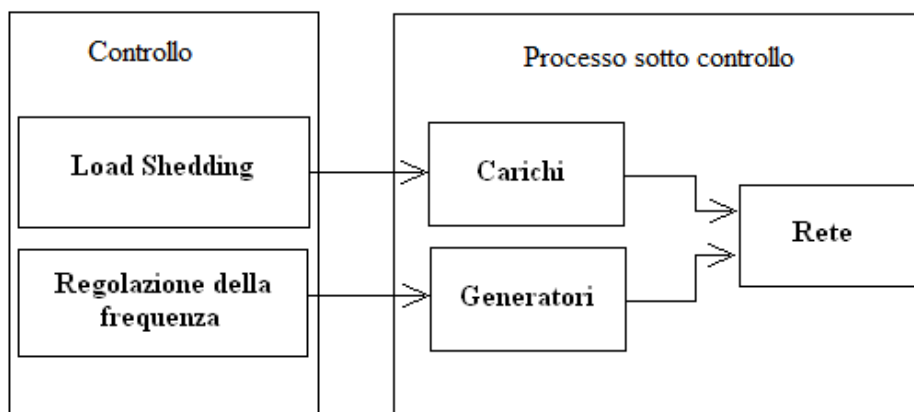 Controllo
Processo sotto controllo
Load Shedding
Carichi
Rete
Regolazione della
frequenza
Generatori